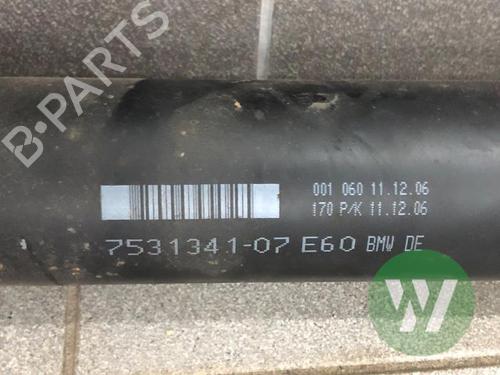 B-PARTS
001 060 11.12.06
170 P/K 11.12.06
7531341-07 E60 BMW DE
W